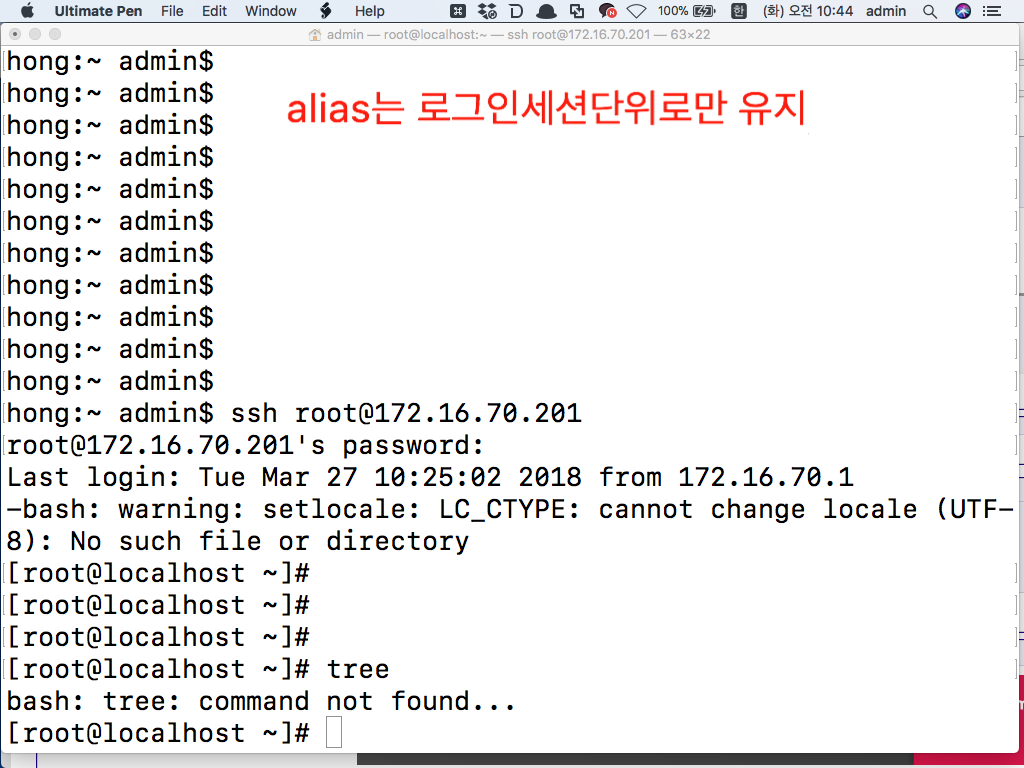 Ultimate Pen File Edit Window Help 100% 한 (화) 오전 10:44 admin
admin — root@localhost:~ — ssh root@172.16.70.201 — 63×22
hong:~ admin$
hong:~ admin$
alias는 로그인세션단위로만 유지
hong:~ admin$
hong:~ admin$
hong:~ admin$
hong:~ admin$
hong:~ admin$
hong:~ admin$
hong:~ admin$
hong:~ admin$
hong:~ admin$
hong:~ admin$ ssh root@172.16.70.201
root@172.16.70.201's password:
Last login: Tue Mar 27 10:25:02 2018 from 172.16.70.1
-bash: warning: setlocale: LC_CTYPE: cannot change locale (UTF-
8): No such file or directory
[root@localhost ~]#
[root@localhost ~]#
[root@localhost ~]#
[root@localhost ~]# tree
bash: tree: command not found...
[root@localhost ~]#